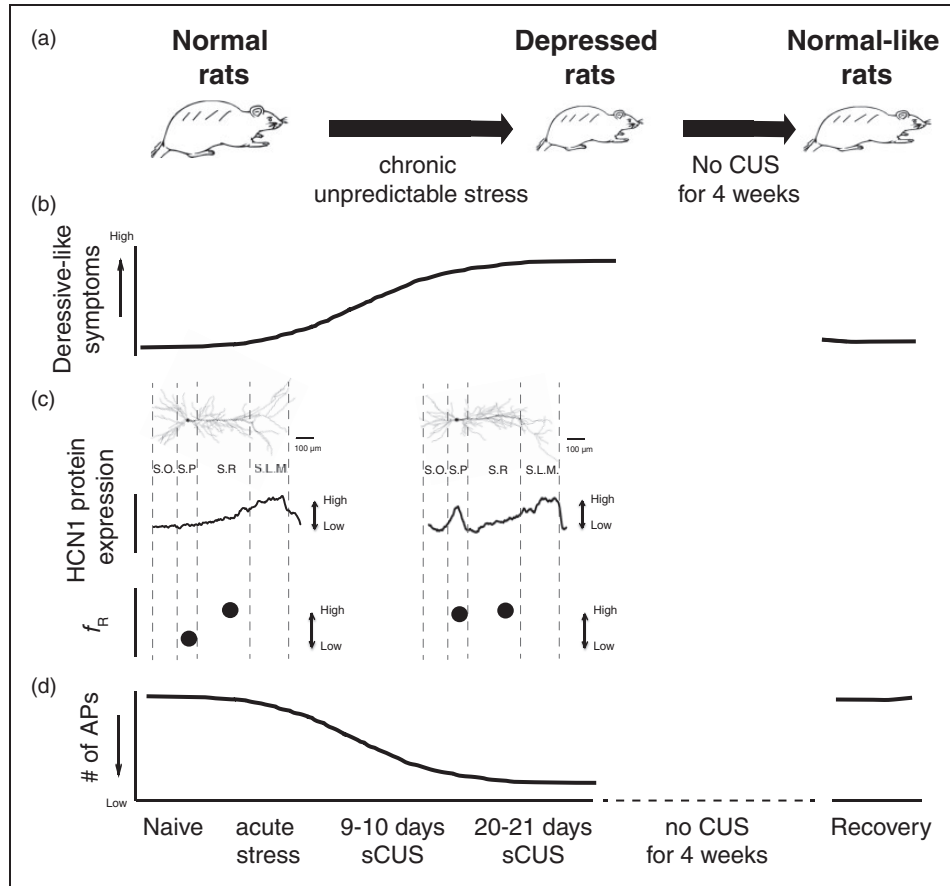 (a)
Normal
rats
Depressed
rats
Normal-like
rats
chronic
unpredictable stress
No CUS
for 4 weeks
(b)
High
Deressive-like
symptoms
(c)
100 µm
100 µm
S.O. S.P S.R S.L.M
S.O. S.P S.R S.L.M.
HCN1 protein
expression
High
Low
High
Low
fR
High
Low
High
Low
(d)
# of APs
Low
Naive
acute
stress
9-10 days
sCUS
20-21 days
sCUS
no CUS
for 4 weeks
Recovery